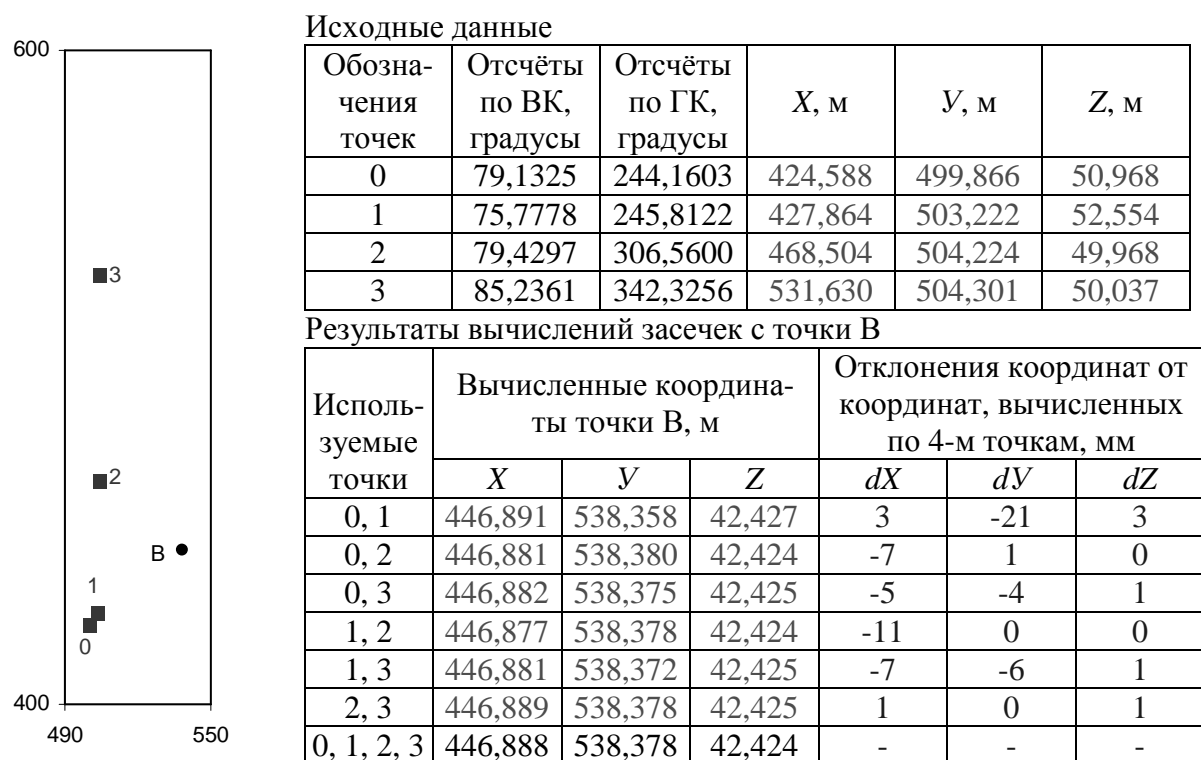 600
3
2
В
1
0
400
490 550
Исходные данные
Обозна-
чения
точек
Отсчёты
по ВК,
градусы
Отсчёты
по ГК,
градусы
X, м
У, м
Z, м
0 79,1325 244,1603 424,588 499,866 50,968
1 75,7778 245,8122 427,864 503,222 52,554
2 79,4297 306,5600 468,504 504,224 49,968
3 85,2361 342,3256 531,630 504,301 50,037
Результаты вычислений засечек с точки В
Исполь-
зуемые
точки
Вычисленные координа-
ты точки В, м
Отклонения координат от
координат, вычисленных
по 4-м точкам, мм
X У Z dX dУ dZ
0, 1 446,891 538,358 42,427 3 -21 3
0, 2 446,881 538,380 42,424 -7 1 0
0, 3 446,882 538,375 42,425 -5 -4 1
1, 2 446,877 538,378 42,424 -11 0 0
1, 3 446,881 538,372 42,425 -7 -6 1
2, 3 446,889 538,378 42,425 1 0 1
0, 1, 2, 3 446,888 538,378 42,424 - - -